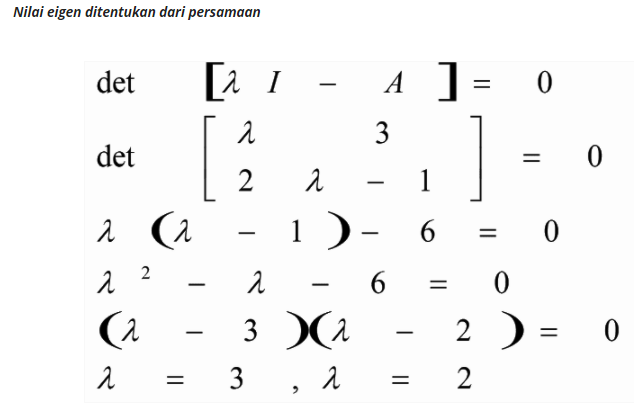 Nilai eigen ditentukan dari persamaan
det [λ I − A] = 0
det [λ 3
2 λ − 1] = 0
λ (λ − 1) − 6 = 0
λ² − λ − 6 = 0
(λ − 3)(λ − 2) = 0
λ = 3 , λ = 2